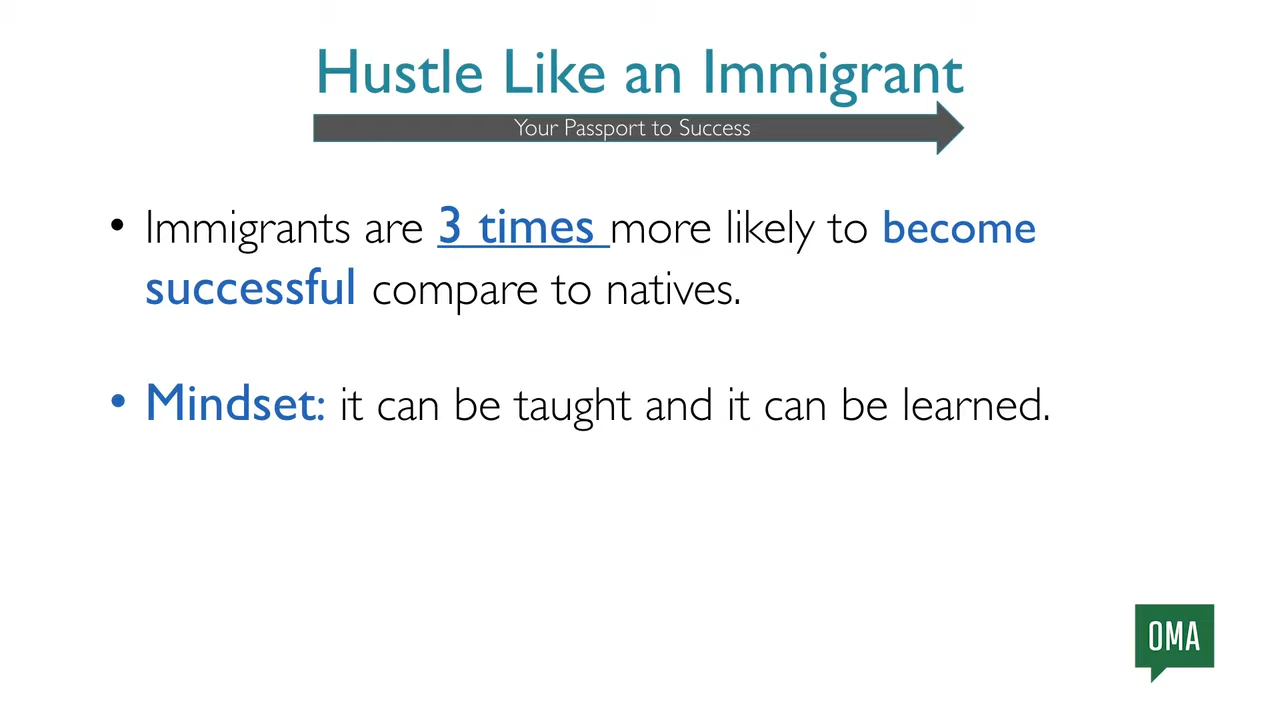 Hustle Like an Immigrant
Your Passport to Success
• Immigrants are 3 times more likely to become
successful compare to natives.
• Mindset: it can be taught and it can be learned.
OMA